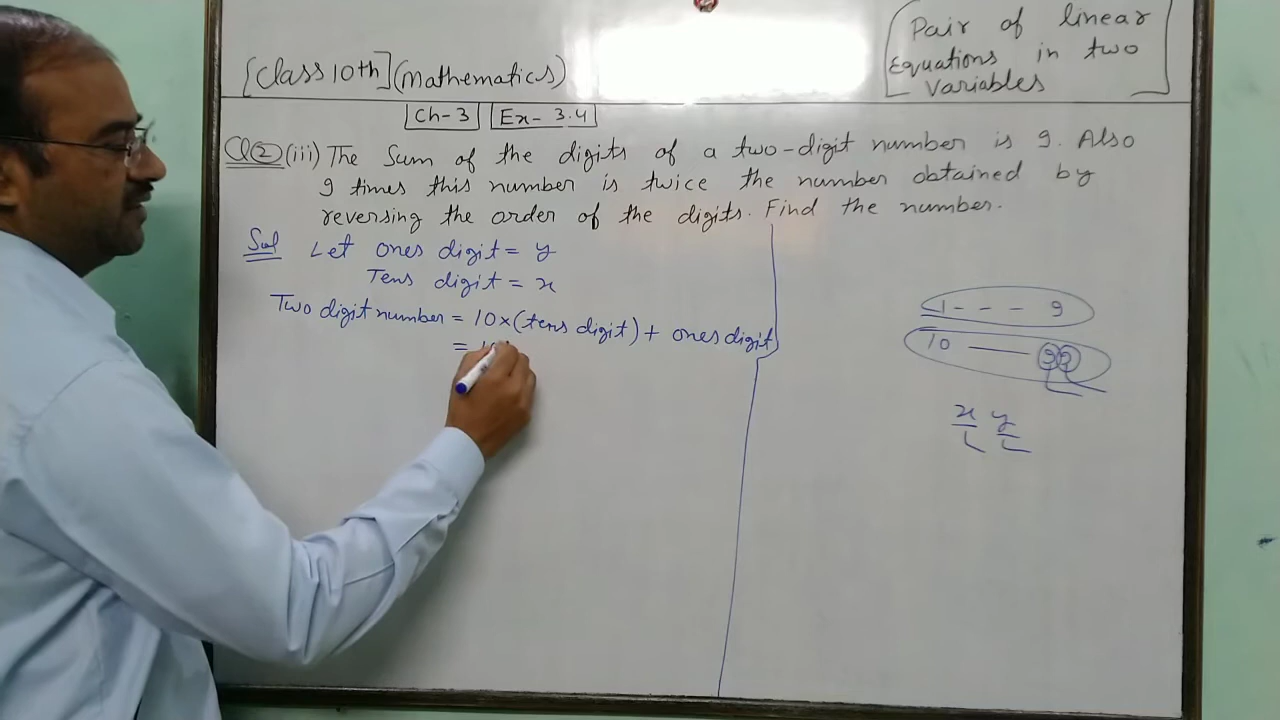 [Class 10th] (Mathematics)
Pair of linear
Equations in two
Variables
Ch-3 Ex-3.4
Q(2)(iii) The Sum of the digits of a two-digit number is 9. Also
9 times this number is twice the number obtained by
reversing the order of the digits. Find the number.
Sol Let ones digit = y
Tens digit = x
Two digit number = 10×(tens digit) + ones digit
= 10
1 - - - 9
10 — 99
x y